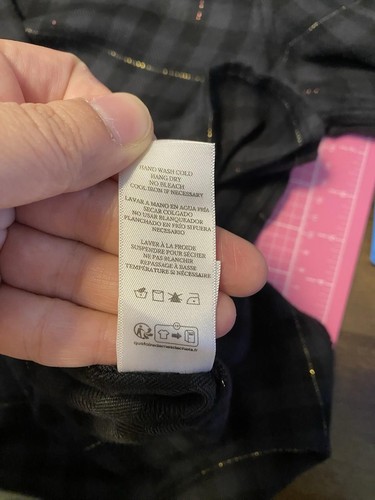 HAND WASH COLD
HANG DRY
NO BLEACH
COOL IRON IF NECESSARY
LAVAR A MANO EN AGUA FRÍA
SECAR COLGADO
NO USAR BLANQUEADOR
PLANCHADO EN FRÍO SI FUERA
NECESARIO
LAVER À LA FROIDE
SUSPENDRE POUR SÉCHER
NE PAS BLANCHIR
REPASSAGE À BASSE
TEMPÉRATURE SI NÉCESSAIRE